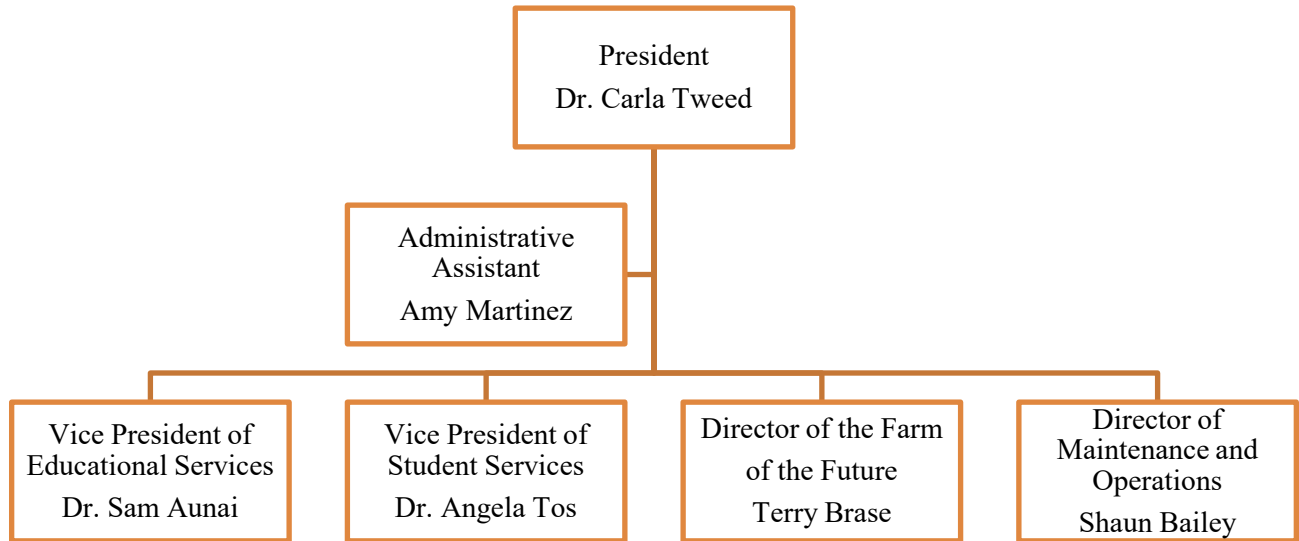 President
Dr. Carla Tweed
Administrative
Assistant
Amy Martinez
Vice President of
Educational Services
Dr. Sam Aunai
Vice President of
Student Services
Dr. Angela Tos
Director of the Farm
of the Future
Terry Brase
Director of
Maintenance and
Operations
Shaun Bailey